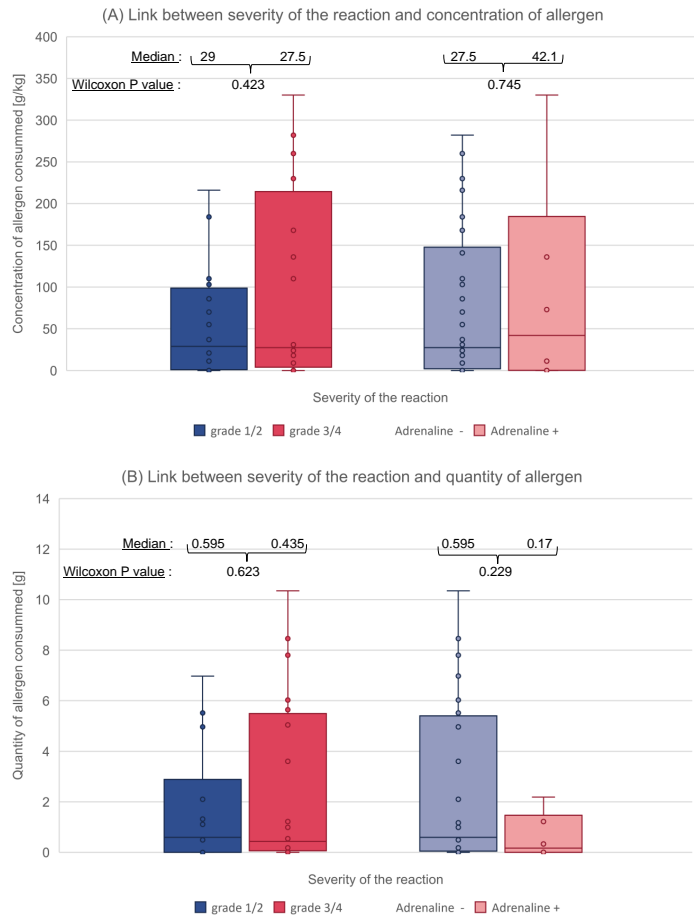 (A) Link between severity of the reaction and concentration of allergen
400
350
300
250
200
150
100
50
0
Concentration of allergen consummed [g/kg]
Median : 29 27.5 27.5 42.1
Wilcoxon P value : 0.423 0.745
Severity of the reaction
grade 1/2 grade 3/4 Adrenaline - Adrenaline +
(B) Link between severity of the reaction and quantity of allergen
14
12
10
8
6
4
2
0
Quantity of allergen consummed [g]
Median : 0.595 0.435 0.595 0.17
Wilcoxon P value : 0.623 0.229
Severity of the reaction
grade 1/2 grade 3/4 Adrenaline - Adrenaline +